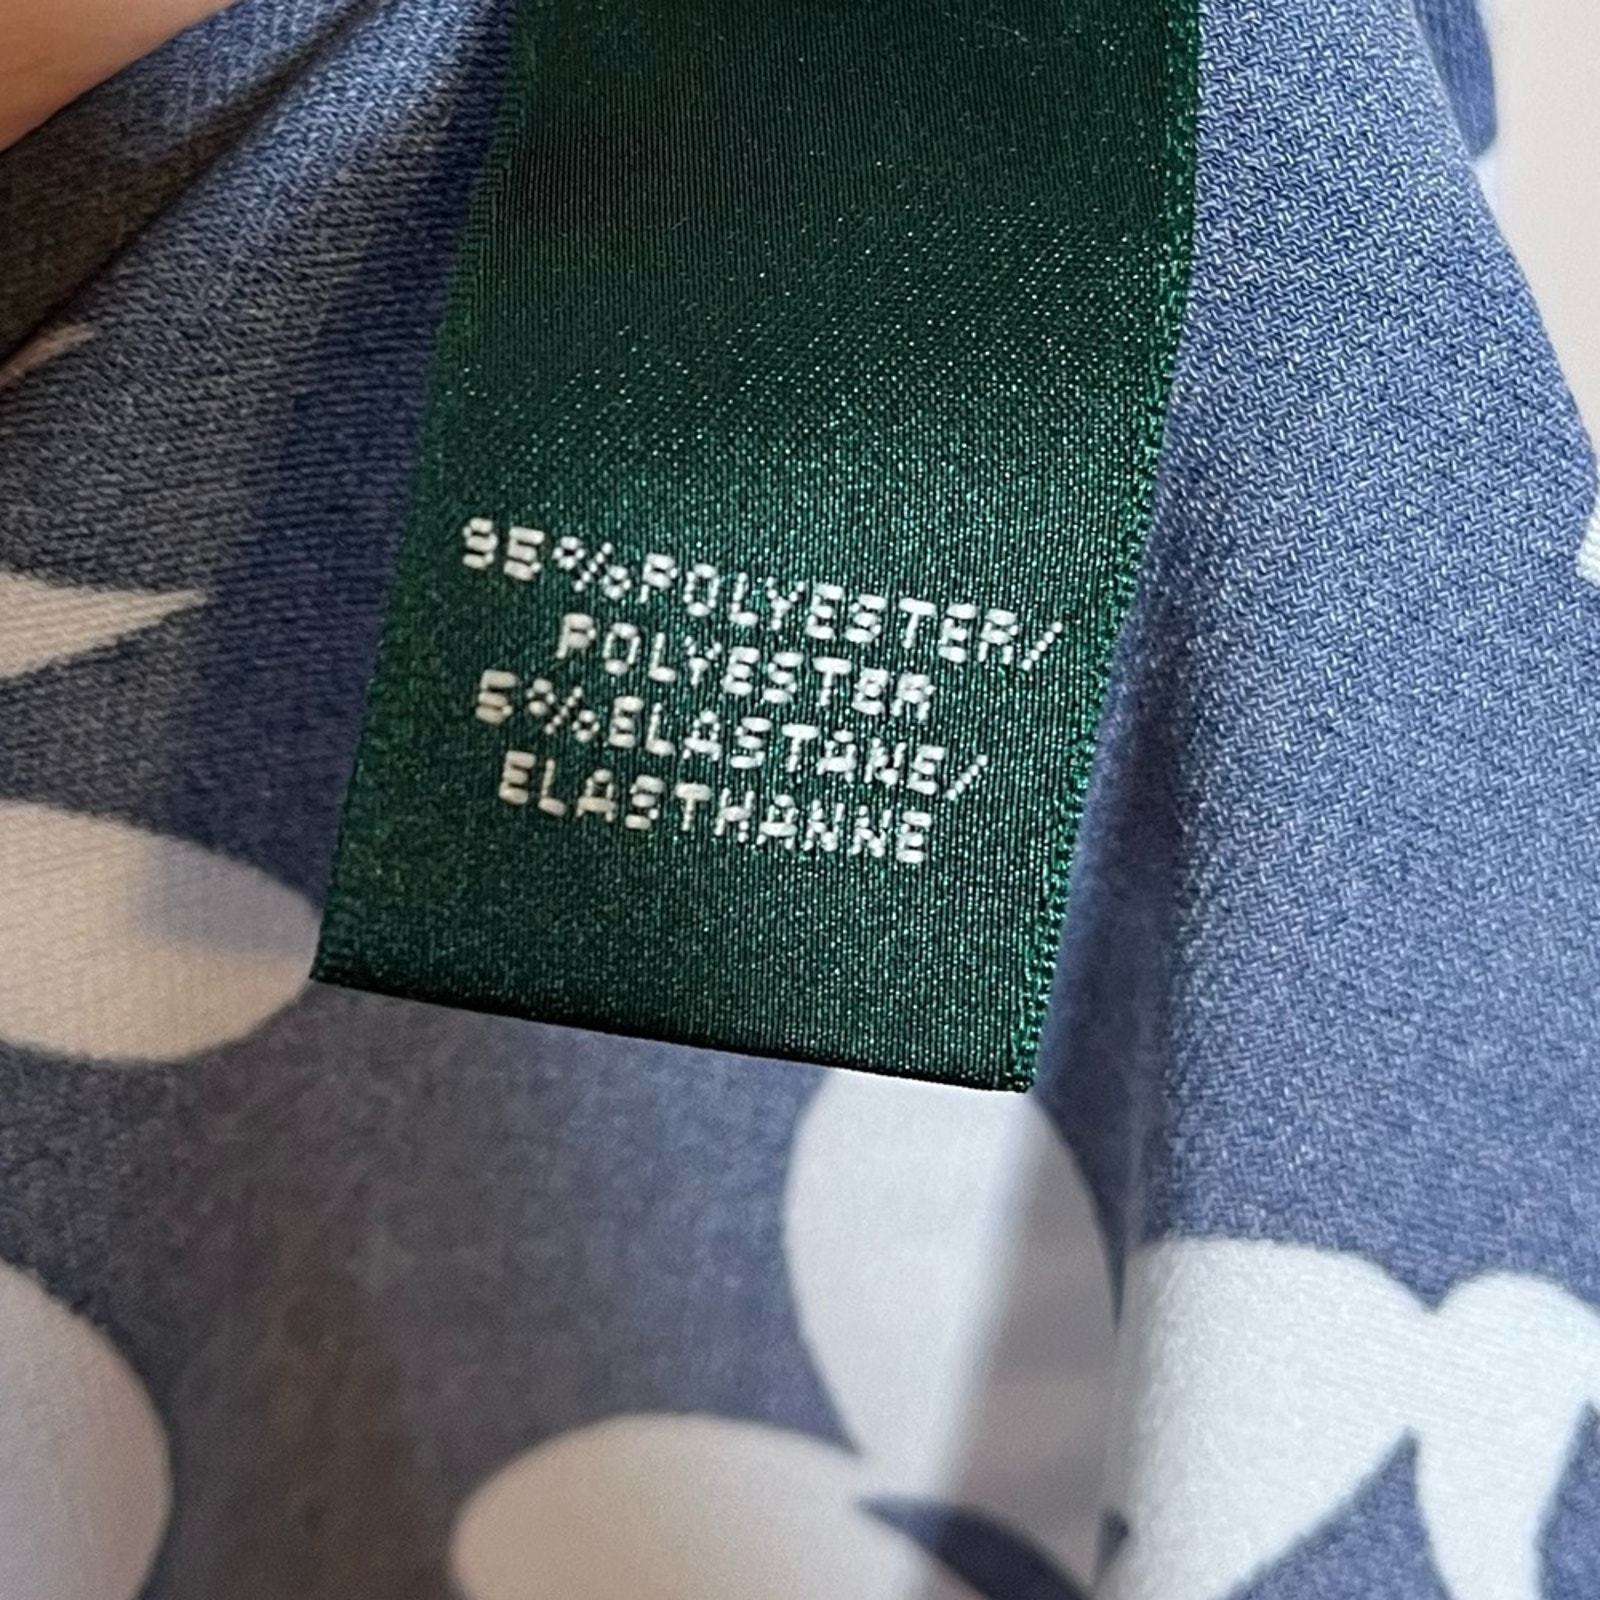 95%POLYESTER/
POLYESTER
5%ELASTANE/
ELASTHANNE